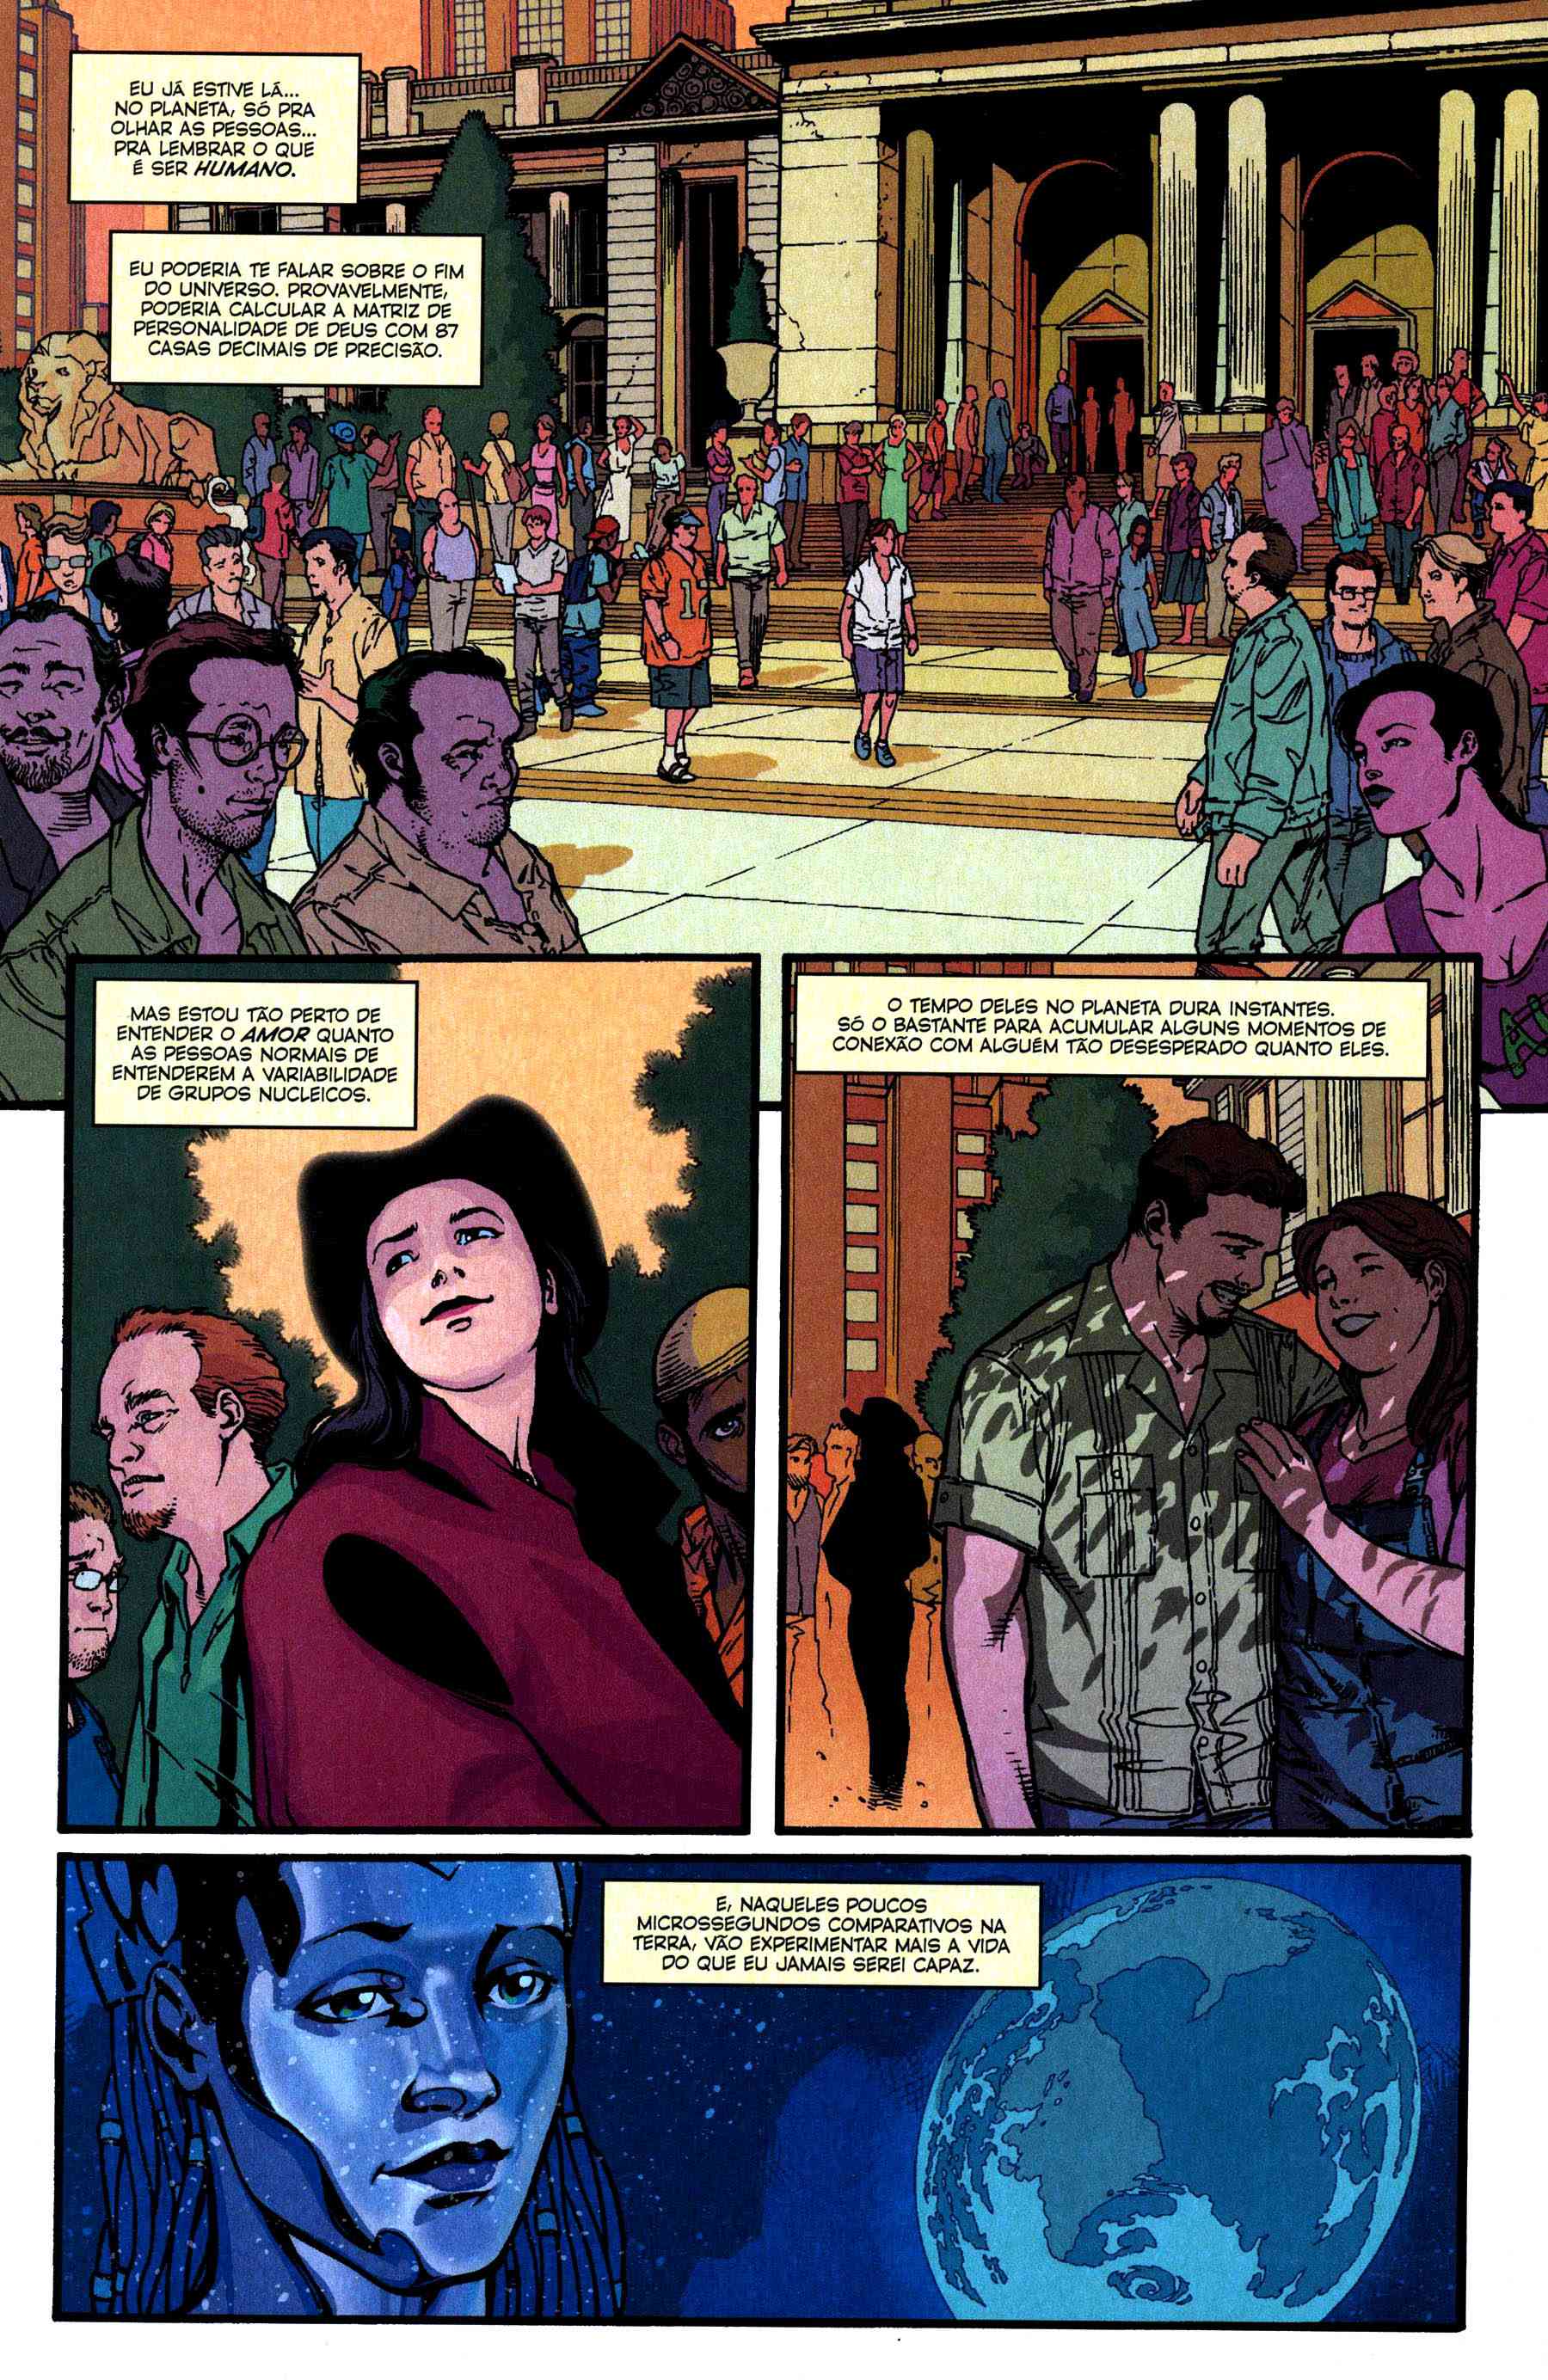 EU JÁ ESTIVE LÁ...
NO PLANETA, SÓ PRA
OLHAR AS PESSOAS...
PRA LEMBRAR O QUE
É SER HUMANO.
EU PODERIA TE FALAR SOBRE O FIM
DO UNIVERSO. PROVAVELMENTE,
PODERIA CALCULAR A MATRIZ DE
PERSONALIDADE DE DEUS COM 87
CASAS DECIMAIS DE PRECISÃO.
MAS ESTOU TÃO PERTO DE
ENTENDER O AMOR QUANTO
AS PESSOAS NORMAIS DE
ENTENDEREM A VARIABILIDADE
DE GRUPOS NUCLEICOS.
O TEMPO DELES NO PLANETA DURA INSTANTES.
SÓ O BASTANTE PARA ACUMULAR ALGUNS MOMENTOS DE
CONEXÃO COM ALGUÉM TÃO DESESPERADO QUANTO ELES.
E, NAQUELES POUCOS
MICROSSEGUNDOS COMPARATIVOS NA
TERRA, VÃO EXPERIMENTAR MAIS A VIDA
DO QUE EU JAMAIS SEREI CAPAZ.